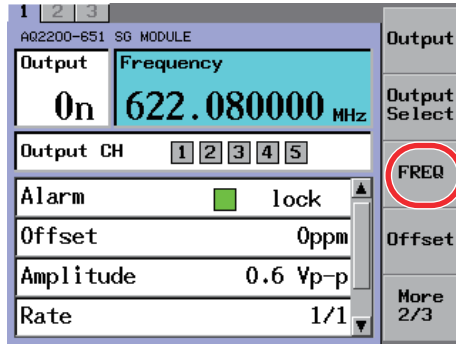 1 2 3
AQ2200-651 SG MODULE
Output Frequency
On 622.080000 MHz
Output CH 1 2 3 4 5
Alarm lock
Offset 0ppm
Amplitude 0.6 Vp-p
Rate 1/1
Output
Output
Select
FREQ
Offset
More
2/3